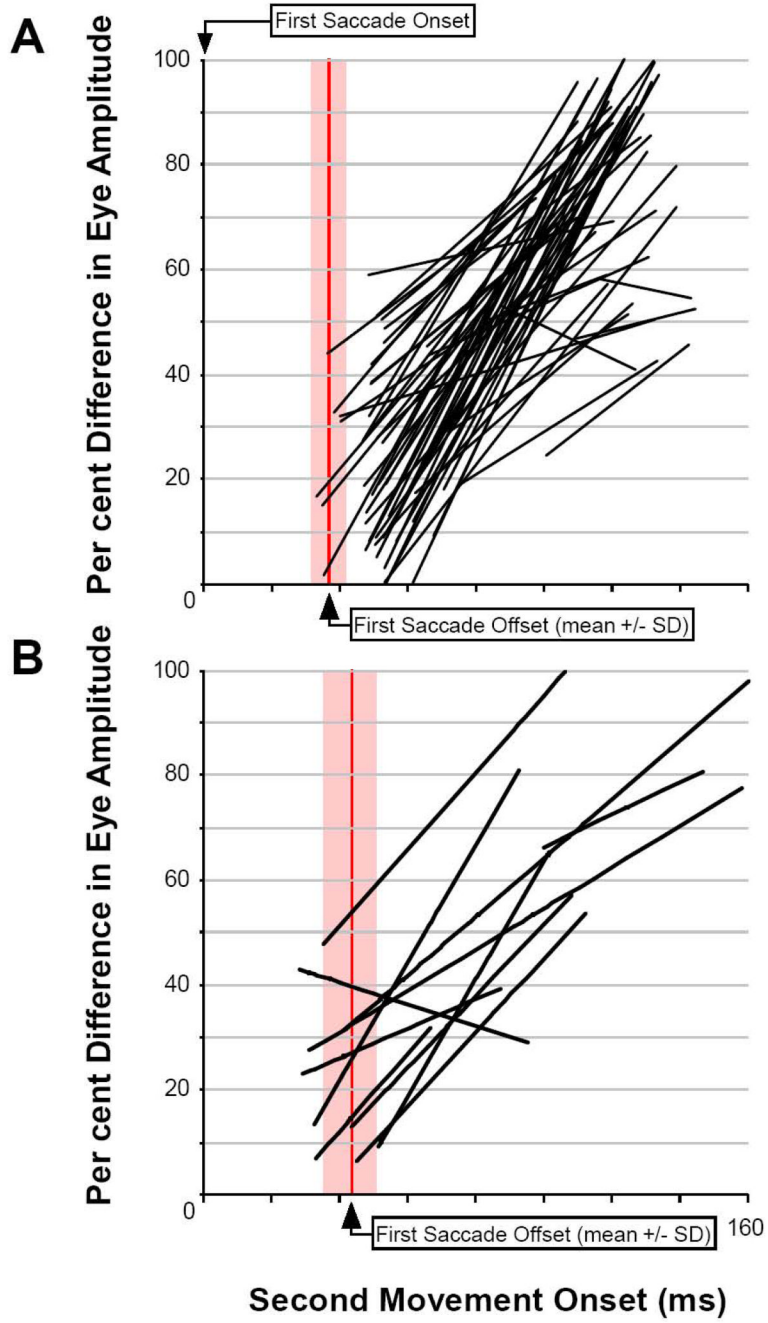 A
First Saccade Onset
Per cent Difference in Eye Amplitude
100
80
60
40
20
0
First Saccade Offset (mean +/- SD)
B
Per cent Difference in Eye Amplitude
100
80
60
40
20
0
160
First Saccade Offset (mean +/- SD)
Second Movement Onset (ms)